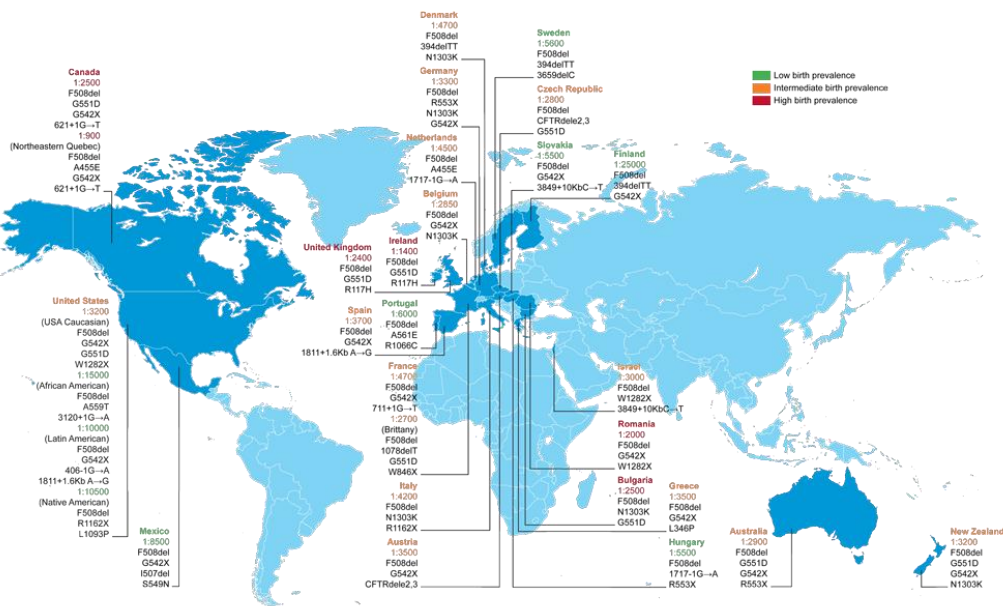 Denmark
1:4700
F508del
394delTT
N1303K
Germany
1:3300
F508del
R553X
N1303K
G542X
Netherlands
1:4500
F508del
A455E
1717-1G→A
Belgium
1:2850
F508del
G542X
N1303K
Sweden
1:5600
F508del
394delTT
3659delC
Czech Republic
1:2800
F508del
CFTRdele2,3
G551D
Slovakia
1:5500
F508del
G542X
3849+10KbC→T
Finland
1:25000
F508del
394delTT
G542X
Low birth prevalence
Intermediate birth prevalence
High birth prevalence
Canada
1:2500
F508del
G551D
G542X
621+1G→T
1:900
(Northeastern Quebec)
F508del
A455E
G542X
621+1G→T
United Kingdom
1:2400
F508del
G551D
R117H
Ireland
1:1400
F508del
G551D
R117H
United States
1:3200
(USA Caucasian)
F508del
G542X
G551D
W1282X
1:15000
(African American)
F508del
A559T
3120+1G→A
1:10000
(Latin American)
F508del
G542X
406-1G→A
1811+1.6Kb A→G
1:10500
(Native American)
F508del
R1162X
L1093P
Mexico
1:8500
F508del
G542X
I507del
S549N
Spain
1:3700
F508del
G542X
1811+1.6Kb A→G
Portugal
1:6000
F508del
A561E
R1066C
France
1:4700
F508del
G542X
711+1G→T
1:2700
(Brittany)
F508del
1078delT
G551D
W846X
Italy
1:4200
F508del
N1303K
R1162X
Austria
1:3500
F508del
G542X
CFTRdele2,3
Israel
1:3000
F508del
W1282X
3849+10KbC→T
Romania
1:2000
F508del
G542X
W1282X
Bulgaria
1:2500
F508del
N1303K
G551D
Greece
1:3500
F508del
G542X
L346P
Hungary
1:5500
F508del
1717-1G→A
R553X
Australia
1:2900
F508del
G551D
G542X
R553X
New Zealand
1:3200
F508del
G551D
G542X
N1303K